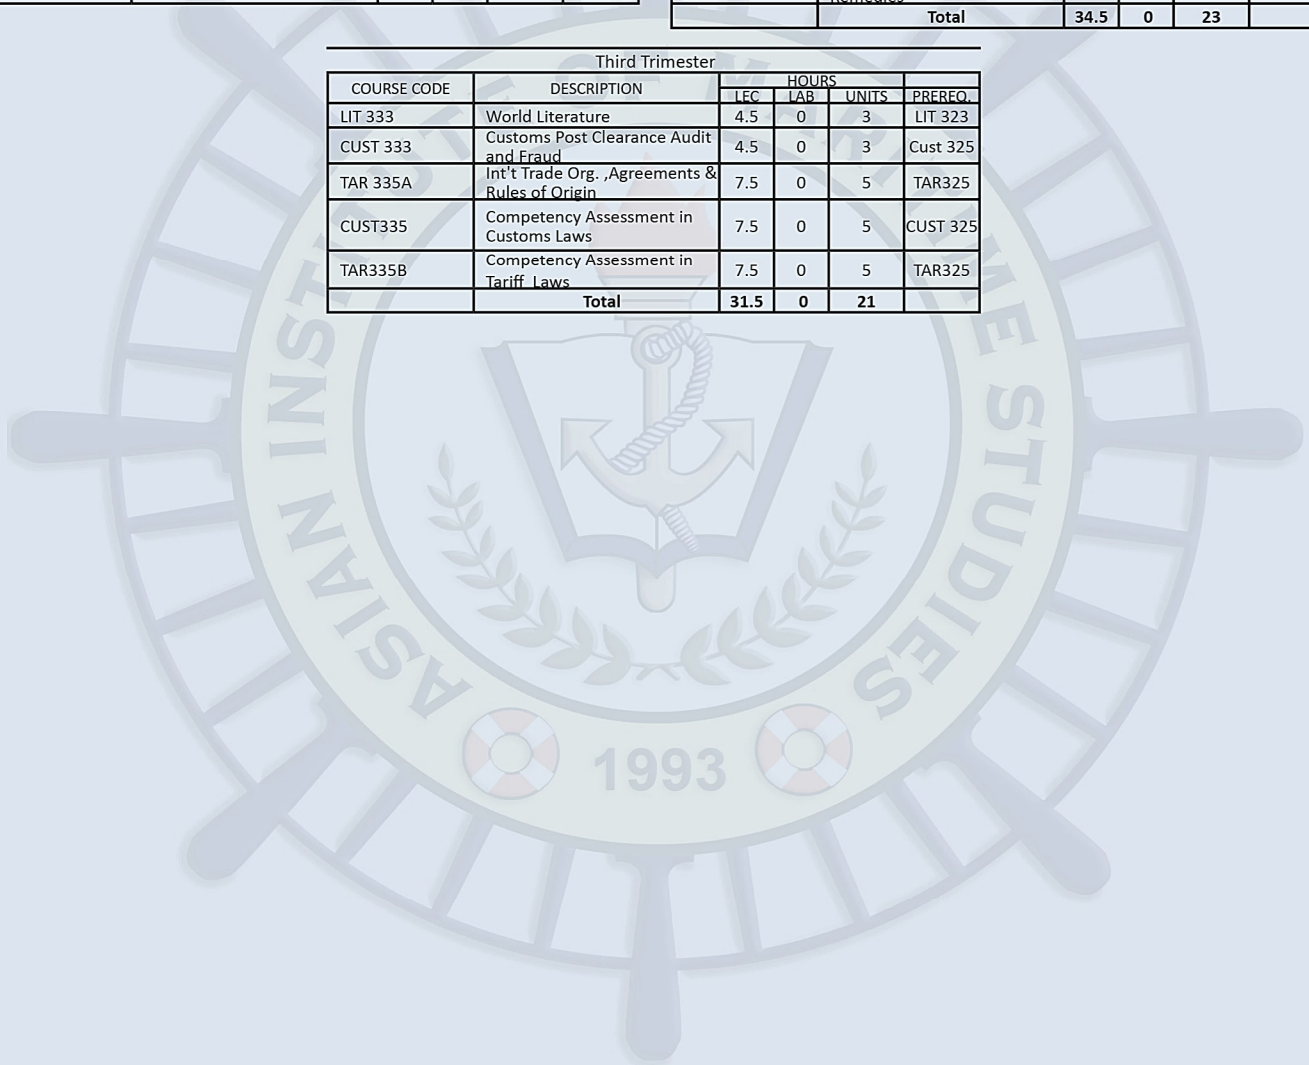 Remedies
Total 34.5 0 23
Third Trimester
COURSE CODE DESCRIPTION HOURS
LEC LAB UNITS PREREQ.
LIT 333 World Literature 4.5 0 3 LIT 323
CUST 333 Customs Post Clearance Audit and Fraud 4.5 0 3 Cust 325
TAR 335A Int't Trade Org. ,Agreements & Rules of Origin 7.5 0 5 TAR325
CUST335 Competency Assessment in Customs Laws 7.5 0 5 CUST 325
TAR335B Competency Assessment in Tariff Laws 7.5 0 5 TAR325
Total 31.5 0 21
ASIAN INSTITUTE OF MARITIME STUDIES
1993